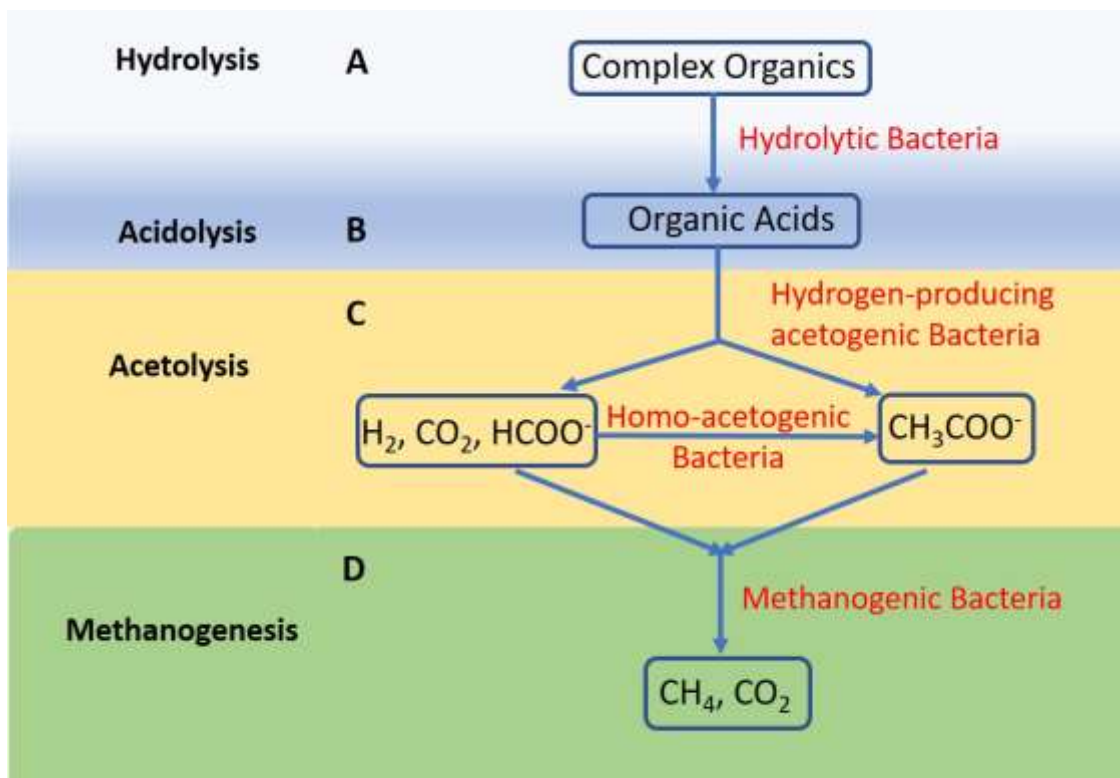 Hydrolysis
A
Complex Organics
Hydrolytic Bacteria
Acidolysis
B
Organic Acids
C
Hydrogen-producing
acetogenic Bacteria
Acetolysis
H₂, CO₂, HCOO⁻
Homo-acetogenic
Bacteria
CH₃COO⁻
D
Methanogenic Bacteria
Methanogenesis
CH₄, CO₂